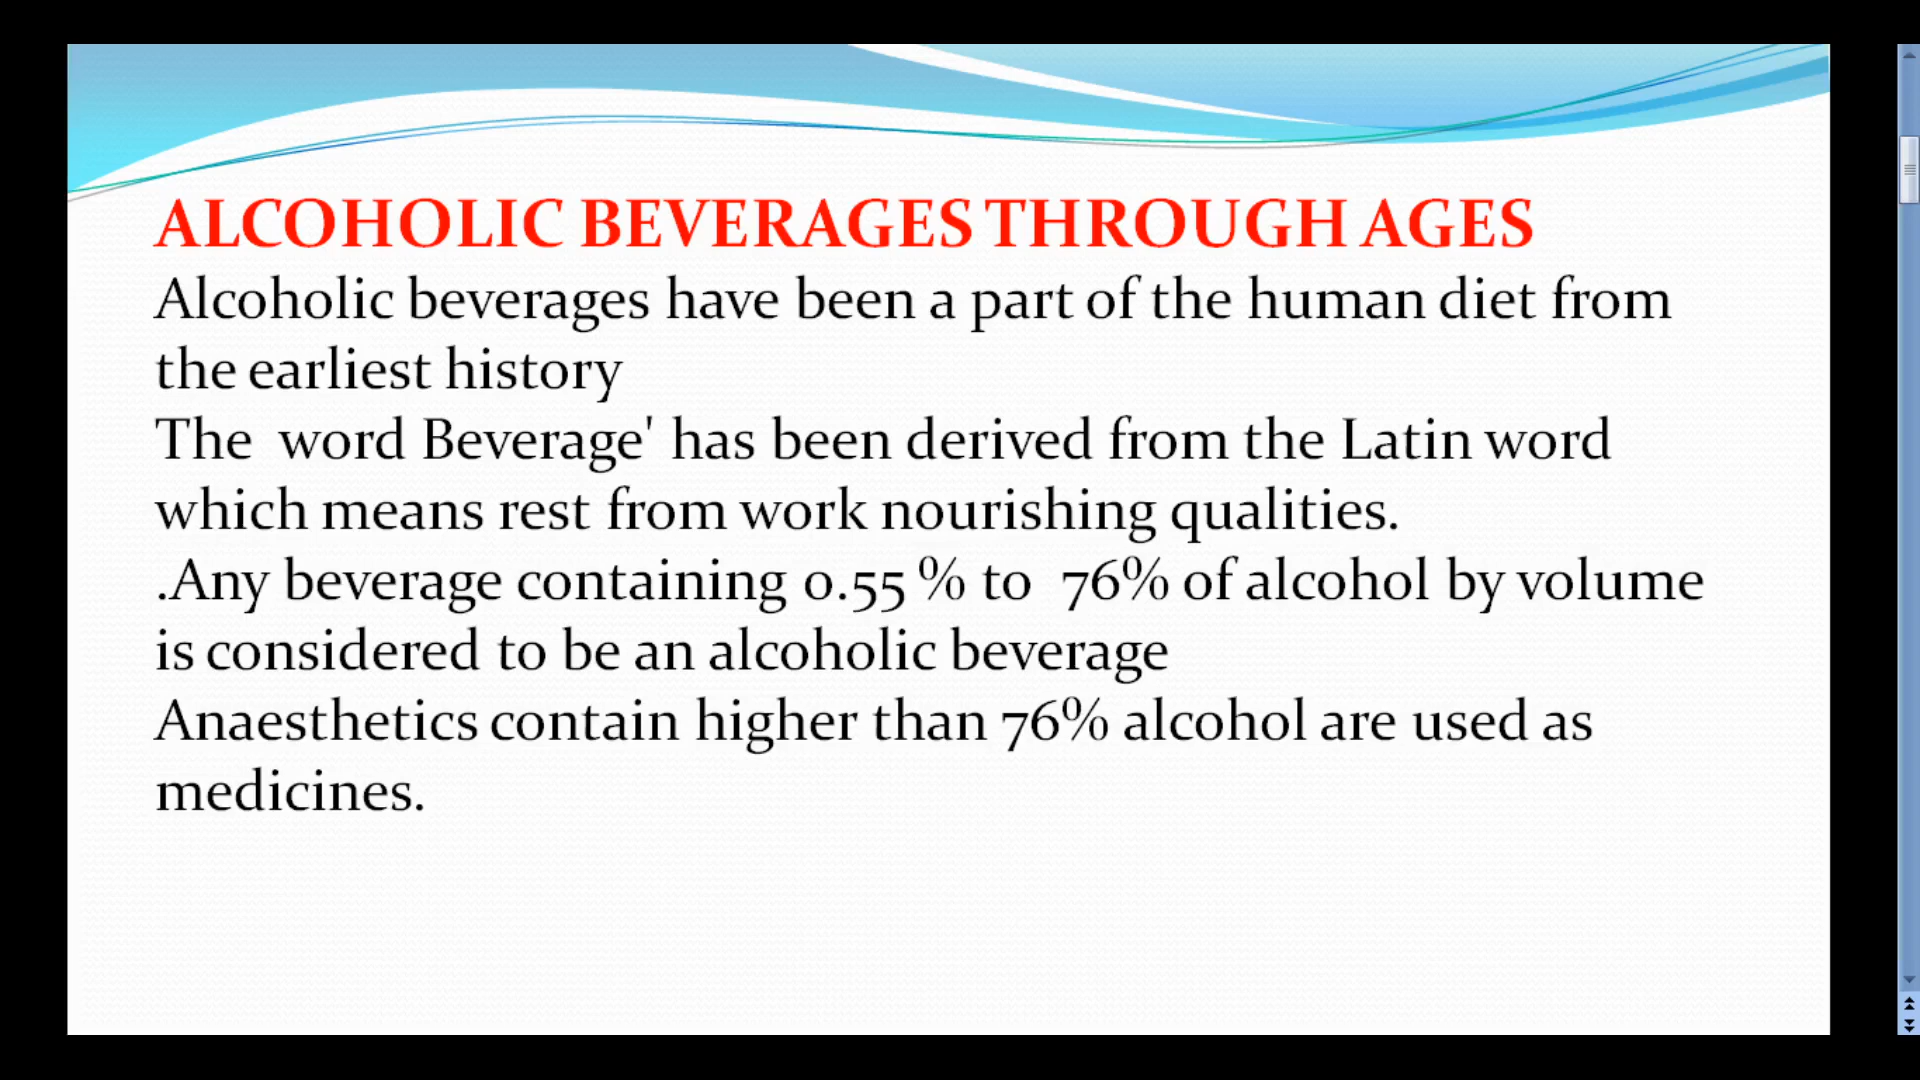 ALCOHOLIC BEVERAGES THROUGH AGES
Alcoholic beverages have been a part of the human diet from
the earliest history
The  word Beverage' has been derived from the Latin word
which means rest from work nourishing qualities.
.Any beverage containing 0.55 % to  76% of alcohol by volume
is considered to be an alcoholic beverage
Anaesthetics contain higher than 76% alcohol are used as
medicines.